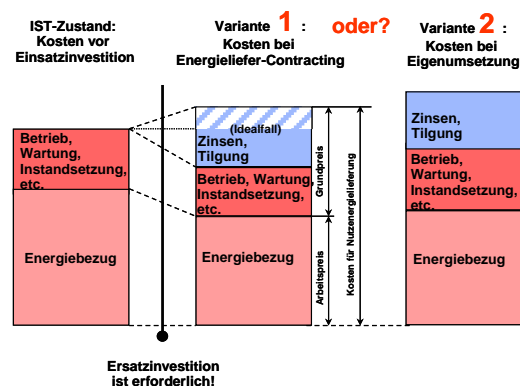 IST-Zustand:
Kosten vor
Einsatzinvestition
Variante 1 :
Kosten bei
Energieliefer-Contracting
oder?
Variante 2 :
Kosten bei
Eigenumsetzung
Betrieb,
Wartung,
Instandsetzung,
etc.
Energiebezug
(Idealfall)
Zinsen,
Tilgung
Betrieb, Wartung,
Instandsetzung,
etc.
Energiebezug
Grundpreis
Arbeitspreis
Kosten für Nutzenergielieferung
Zinsen,
Tilgung
Betrieb,
Wartung,
Instandsetzung,
etc.
Energiebezug
Ersatzinvestition
ist erforderlich!